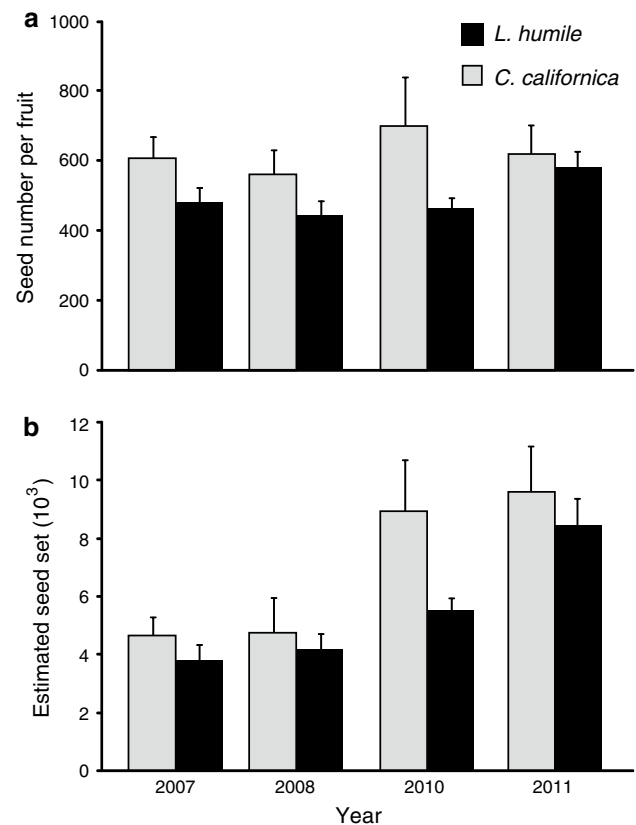 a
L. humile
C. californica
Seed number per fruit
1000
800
600
400
200
0
b
Estimated seed set (10³)
12
10
8
6
4
2
0
2007 2008 2010 2011
Year